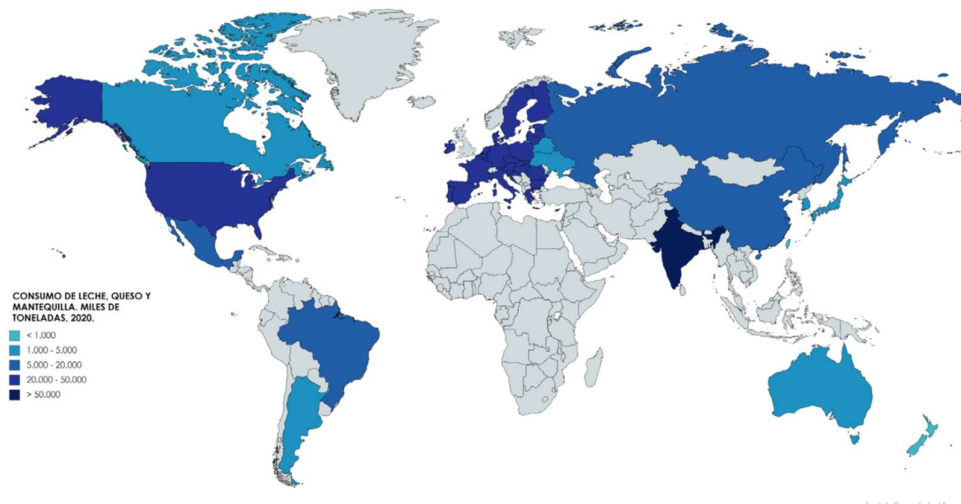 CONSUMO DE LECHE, QUESO Y
MANTEQUILLA. MILES DE
TONELADAS, 2020.
< 1.000
1.000 - 5.000
5.000 - 20.000
20.000 - 50.000
> 50.000